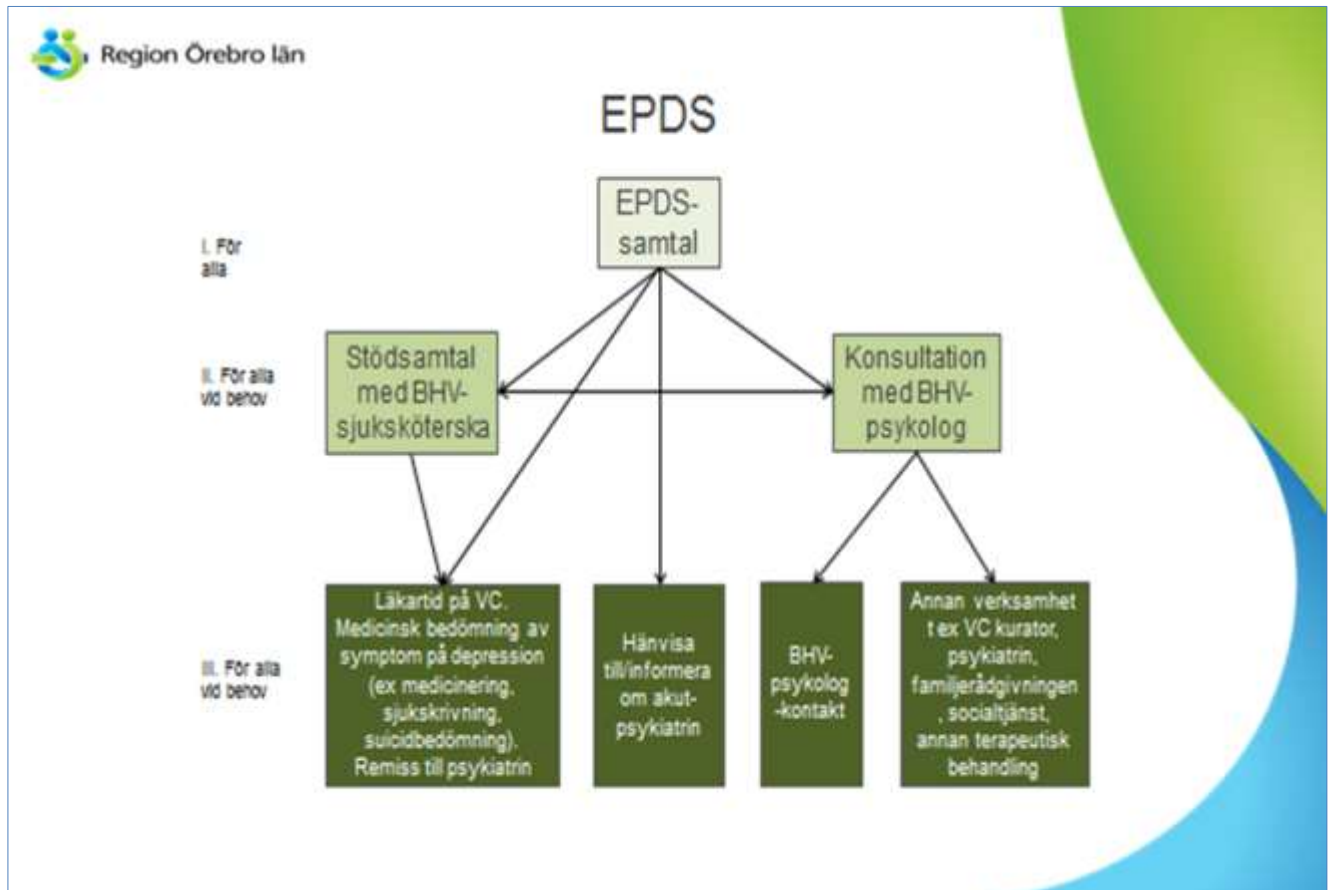 Region Örebro län
EPDS
EPDS-
samtal
I. För
alla
Stödsamtal
med BHV-
sjuksköterska
Konsultation
med BHV-
psykolog
II. För alla
vid behov
Läkartid på VC.
Medicinsk bedömning av
symptom på depression
(ex medicinering,
sjukskrivning,
suicidbedömning).
Remiss till psykiatrin
Hänvisa
till/informera
om akut-
psykiatrin
BHV-
psykolog
-kontakt
Annan verksamhet
t ex VC kurator,
psykiatrin,
familjerådgivningen
, socialtjänst,
annan terapeutisk
behandling
III. För alla
vid behov